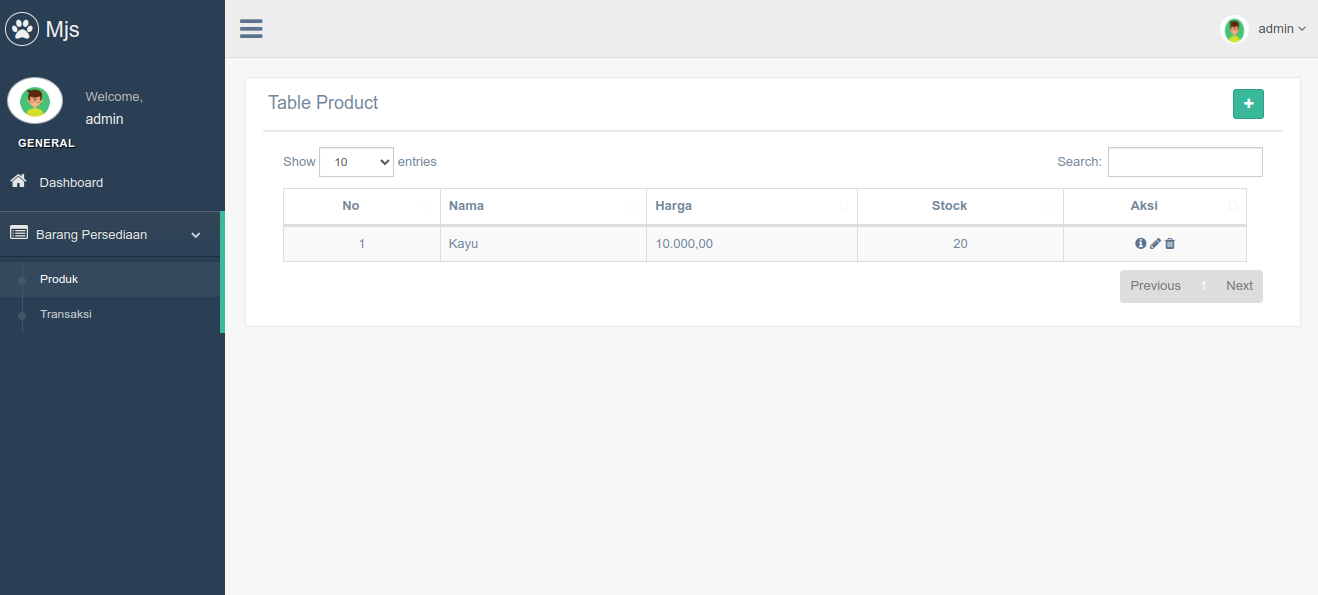 Mjs
admin
Welcome,
admin
GENERAL
Dashboard
Barang Persediaan
Produk
Transaksi
Table Product
Show 10 entries
Search:
No Nama Harga Stock Aksi
1 Kayu 10.000,00 20
Previous 1 Next